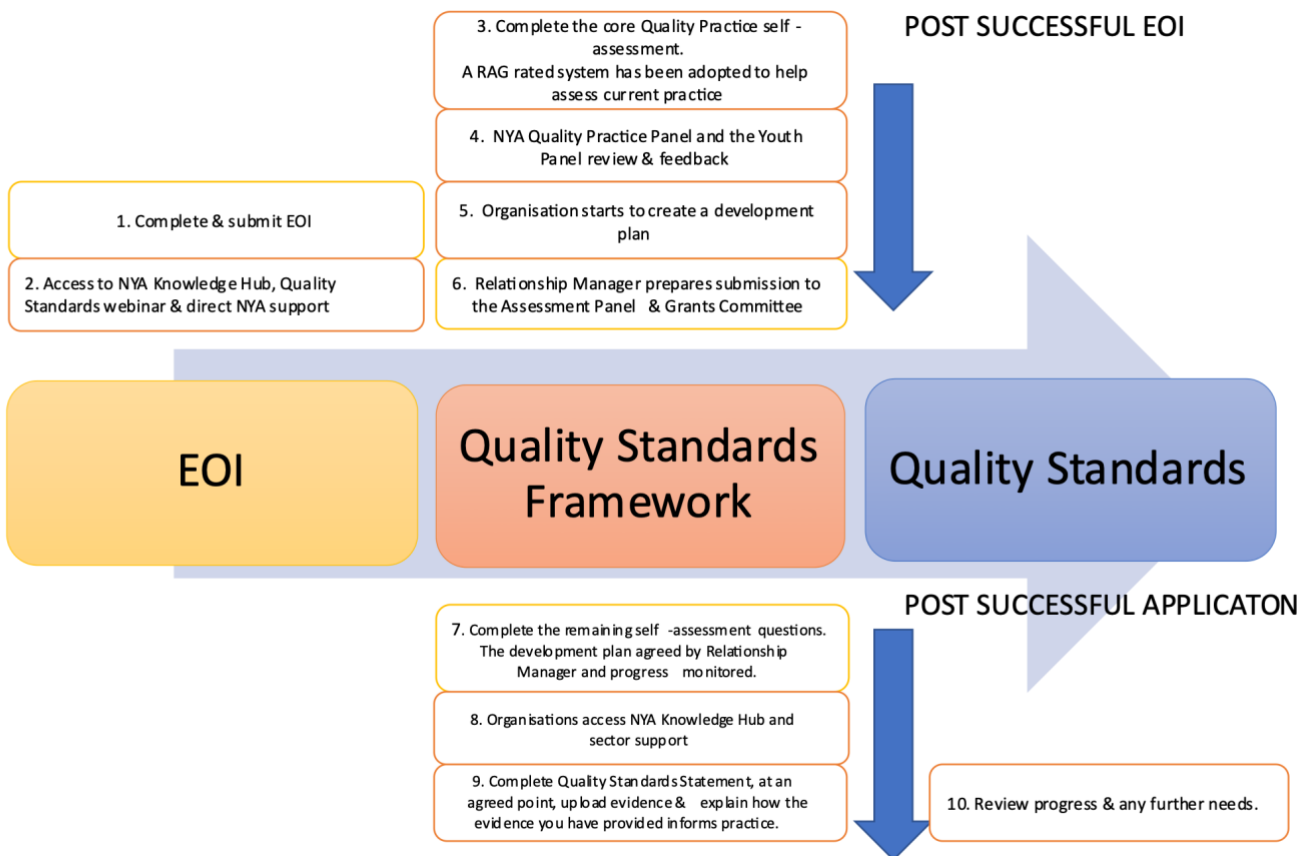 3. Complete the core Quality Practice self -
assessment.
A RAG rated system has been adopted to help
assess current practice
POST SUCCESSFUL EOI
4. NYA Quality Practice Panel and the Youth
Panel review & feedback
1. Complete & submit EOI
5. Organisation starts to create a development
plan
2. Access to NYA Knowledge Hub, Quality
Standards webinar & direct NYA support
6. Relationship Manager prepares submission to
the Assessment Panel & Grants Committee
EOI
Quality Standards
Framework
Quality Standards
POST SUCCESSFUL APPLICATON
7. Complete the remaining self -assessment questions.
The development plan agreed by Relationship
Manager and progress monitored.
8. Organisations access NYA Knowledge Hub and
sector support
9. Complete Quality Standards Statement, at an
agreed point, upload evidence & explain how the
evidence you have provided informs practice.
10. Review progress & any further needs.